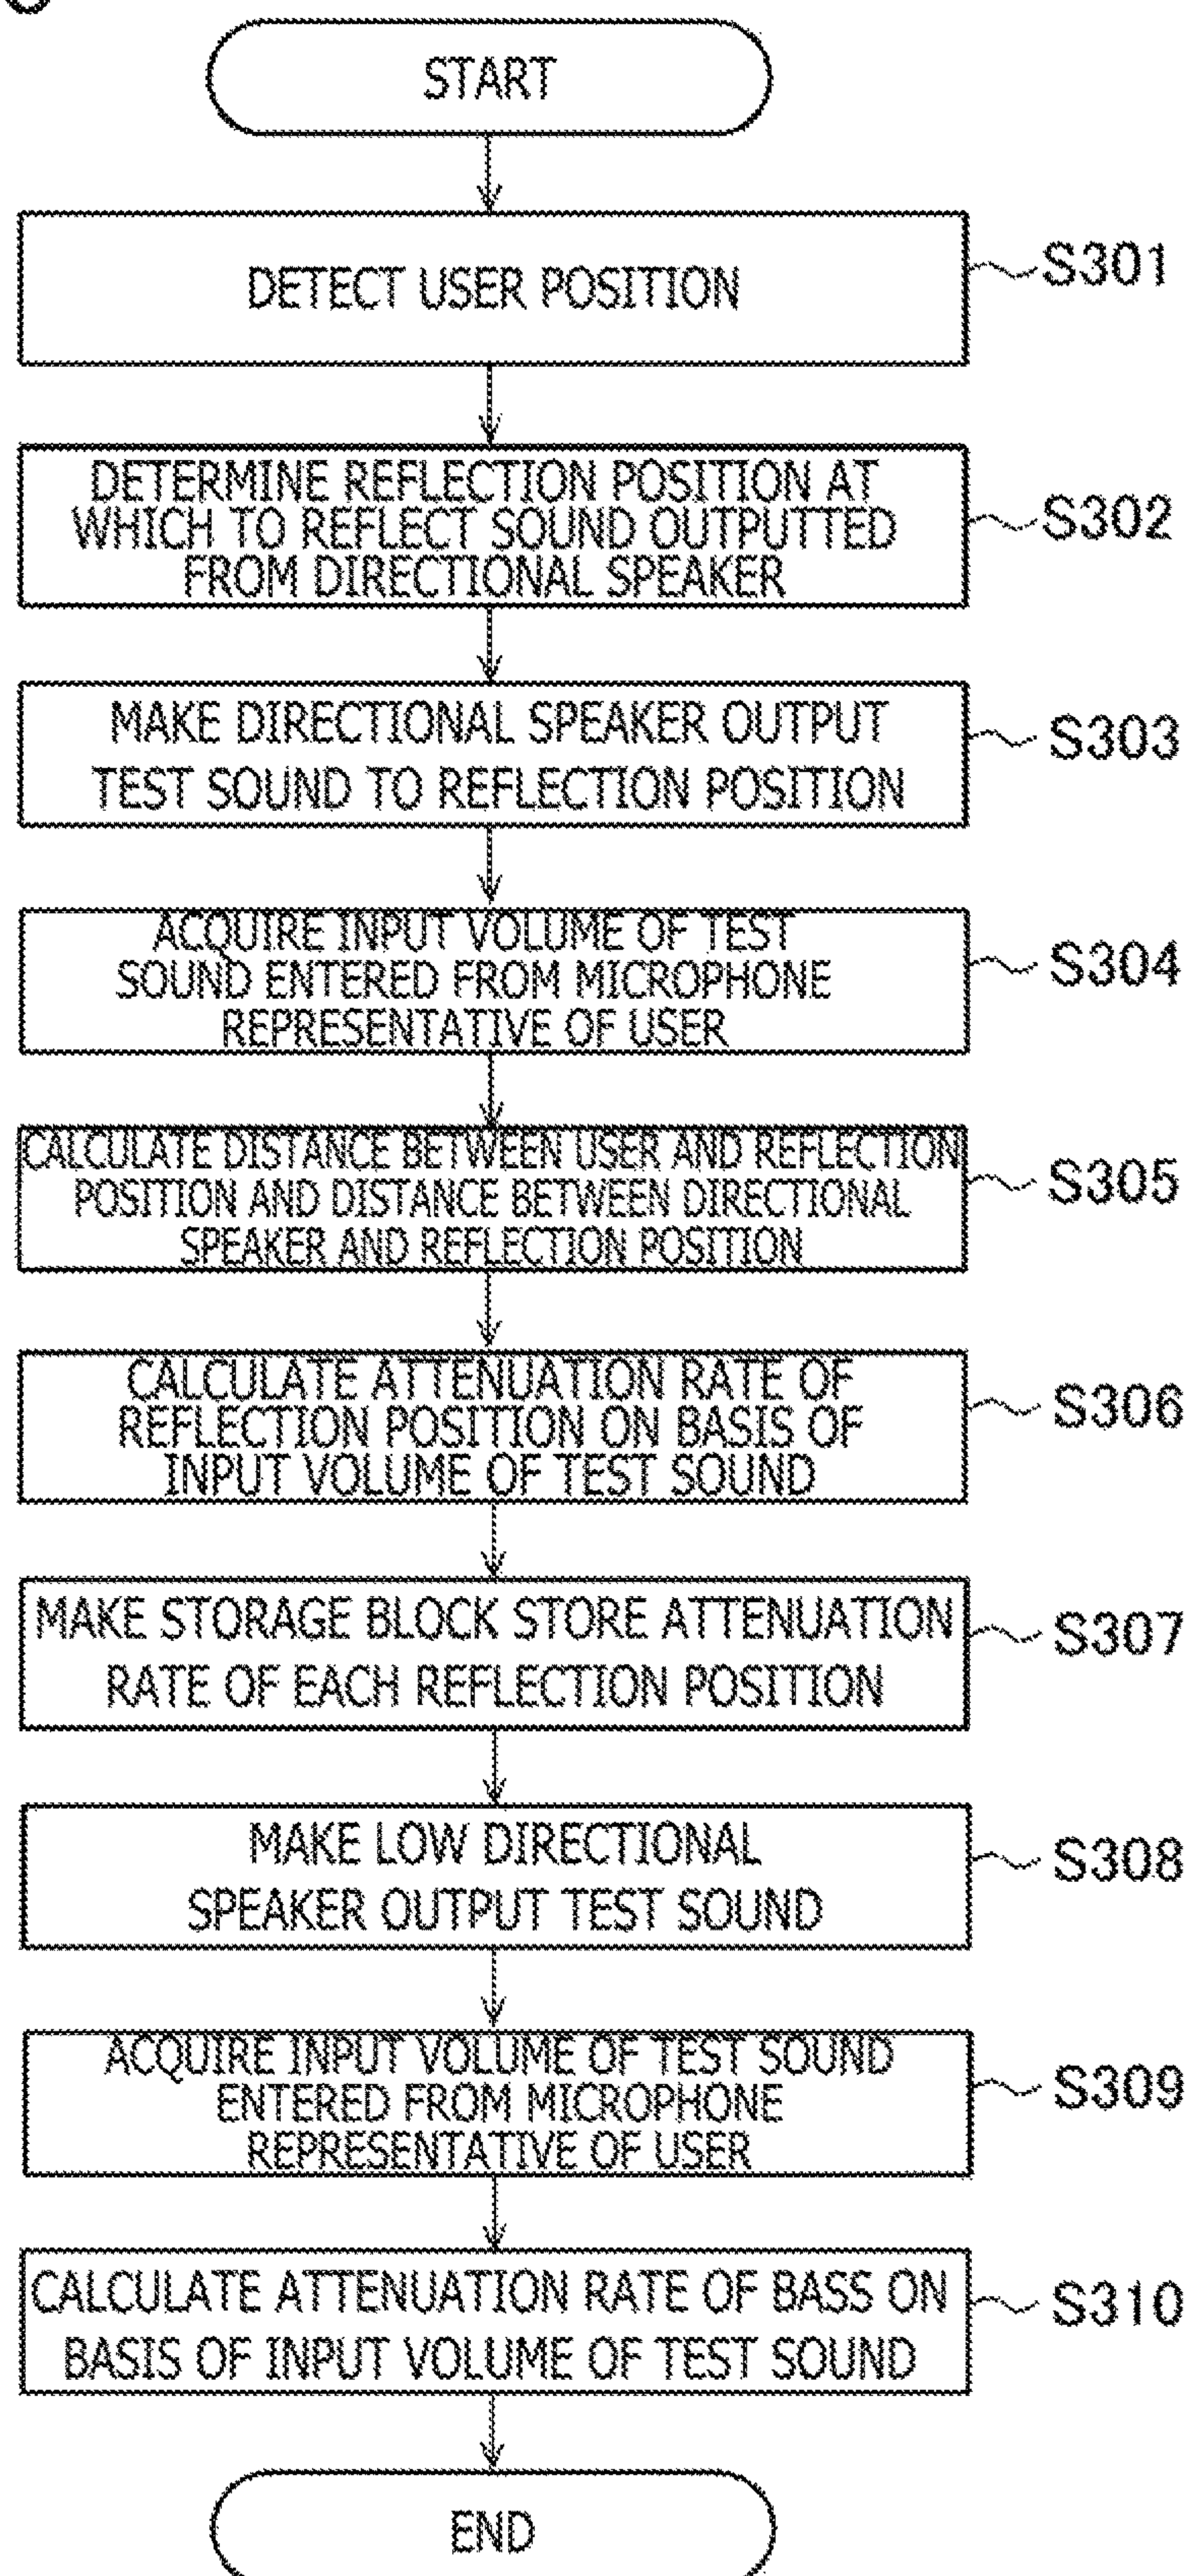 START
DETECT USER POSITION
S301
DETERMINE REFLECTION POSITION AT
WHICH TO REFLECT SOUND OUTPUTTED
FROM DIRECTIONAL SPEAKER
S302
MAKE DIRECTIONAL SPEAKER OUTPUT
TEST SOUND TO REFLECTION POSITION
S303
ACQUIRE INPUT VOLUME OF TEST
SOUND ENTERED FROM MICROPHONE
REPRESENTATIVE OF USER
S304
CALCULATE DISTANCE BETWEEN USER AND REFLECTION
POSITION AND DISTANCE BETWEEN DIRECTIONAL
SPEAKER AND REFLECTION POSITION
S305
CALCULATE ATTENUATION RATE OF
REFLECTION POSITION ON BASIS OF
INPUT VOLUME OF TEST SOUND
S306
MAKE STORAGE BLOCK STORE ATTENUATION
RATE OF EACH REFLECTION POSITION
S307
MAKE LOW DIRECTIONAL
SPEAKER OUTPUT TEST SOUND
S308
ACQUIRE INPUT VOLUME OF TEST SOUND
ENTERED FROM MICROPHONE
REPRESENTATIVE OF USER
S309
CALCULATE ATTENUATION RATE OF BASS ON
BASIS OF INPUT VOLUME OF TEST SOUND
S310
END